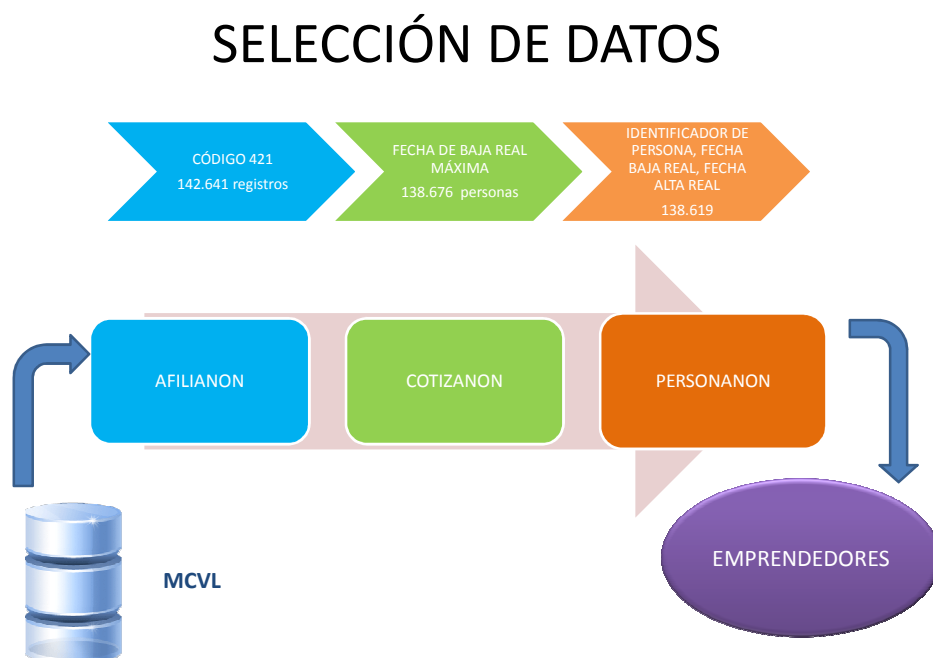 SELECCIÓN DE DATOS
CÓDIGO 421
142.641 registros
FECHA DE BAJA REAL
MÁXIMA
138.676 personas
IDENTIFICADOR DE
PERSONA, FECHA
BAJA REAL, FECHA
ALTA REAL
138.619
AFILIANON
COTIZANON
PERSONANON
MCVL
EMPRENDEDORES